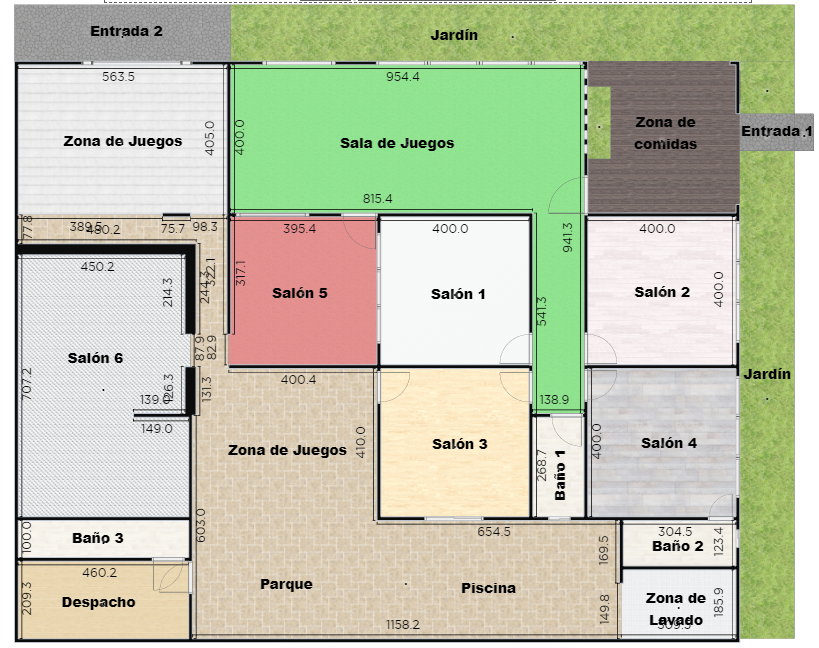 Entrada 2
Jardín
563.5
954.4
Zona de Juegos
405.0
400.0
Sala de Juegos
Zona de
comidas
Entrada 1
815.4
77.8
389.5
480.2
75.7
98.3
395.4
400.0
941.3
400.0
450.2
214.3
244.3
322.1
317.1
Salón 5
Salón 1
541.3
Salón 2
400.0
Salón 6
87.9
82.9
707.2
139.0
126.3
131.3
149.0
400.4
138.9
Jardín
Zona de Juegos
410.0
Salón 3
268.7
Baño 1
400.0
Salón 4
100.0
Baño 3
603.0
654.5
169.5
304.5
Baño 2
123.4
460.2
209.3
Despacho
Parque
Piscina
149.8
Zona de
Lavado
185.9
1158.2